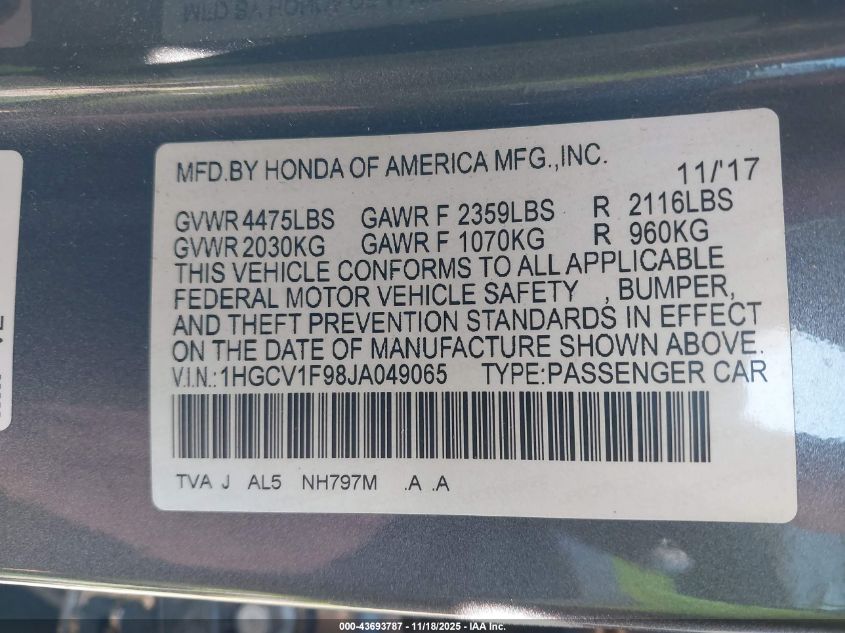 MFD.BY HONDA OF AMERICA MFG.,INC. 11/'17
GVWR 4475LBS GAWR F 2359LBS R 2116LBS
GVWR 2030KG GAWR F 1070KG R 960KG
THIS VEHICLE CONFORMS TO ALL APPLICABLE
FEDERAL MOTOR VEHICLE SAFETY , BUMPER,
AND THEFT PREVENTION STANDARDS IN EFFECT
ON THE DATE OF MANUFACTURE SHOWN ABOVE.
V.I.N.:1HGCV1F98JA049065 TYPE:PASSENGER CAR
TVA J AL5 NH797M .A .A
000-43693787 — 11/18/2025 — IAA Inc.